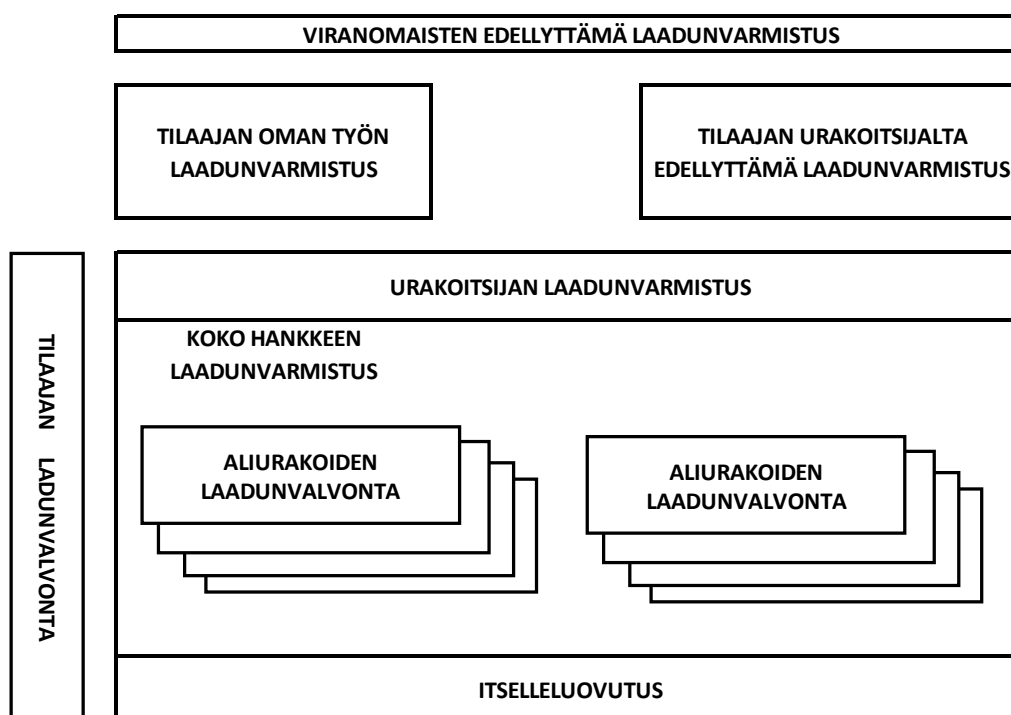 VIRANOMAISTEN EDELLYTTÄMÄ LAADUNVARMISTUS
TILAAJAN OMAN TYÖN
LAADUNVARMISTUS
TILAAJAN URAKOITSIJALTA
EDELLYTTÄMÄ LAADUNVARMISTUS
TILAAJAN LADUNVALVONTA
URAKOITSIJAN LAADUNVARMISTUS
KOKO HANKKEEN
LAADUNVARMISTUS
ALIURAKOIDEN
LAADUNVALVONTA
ALIURAKOIDEN
LAADUNVALVONTA
ITSELLELUOVUTUS